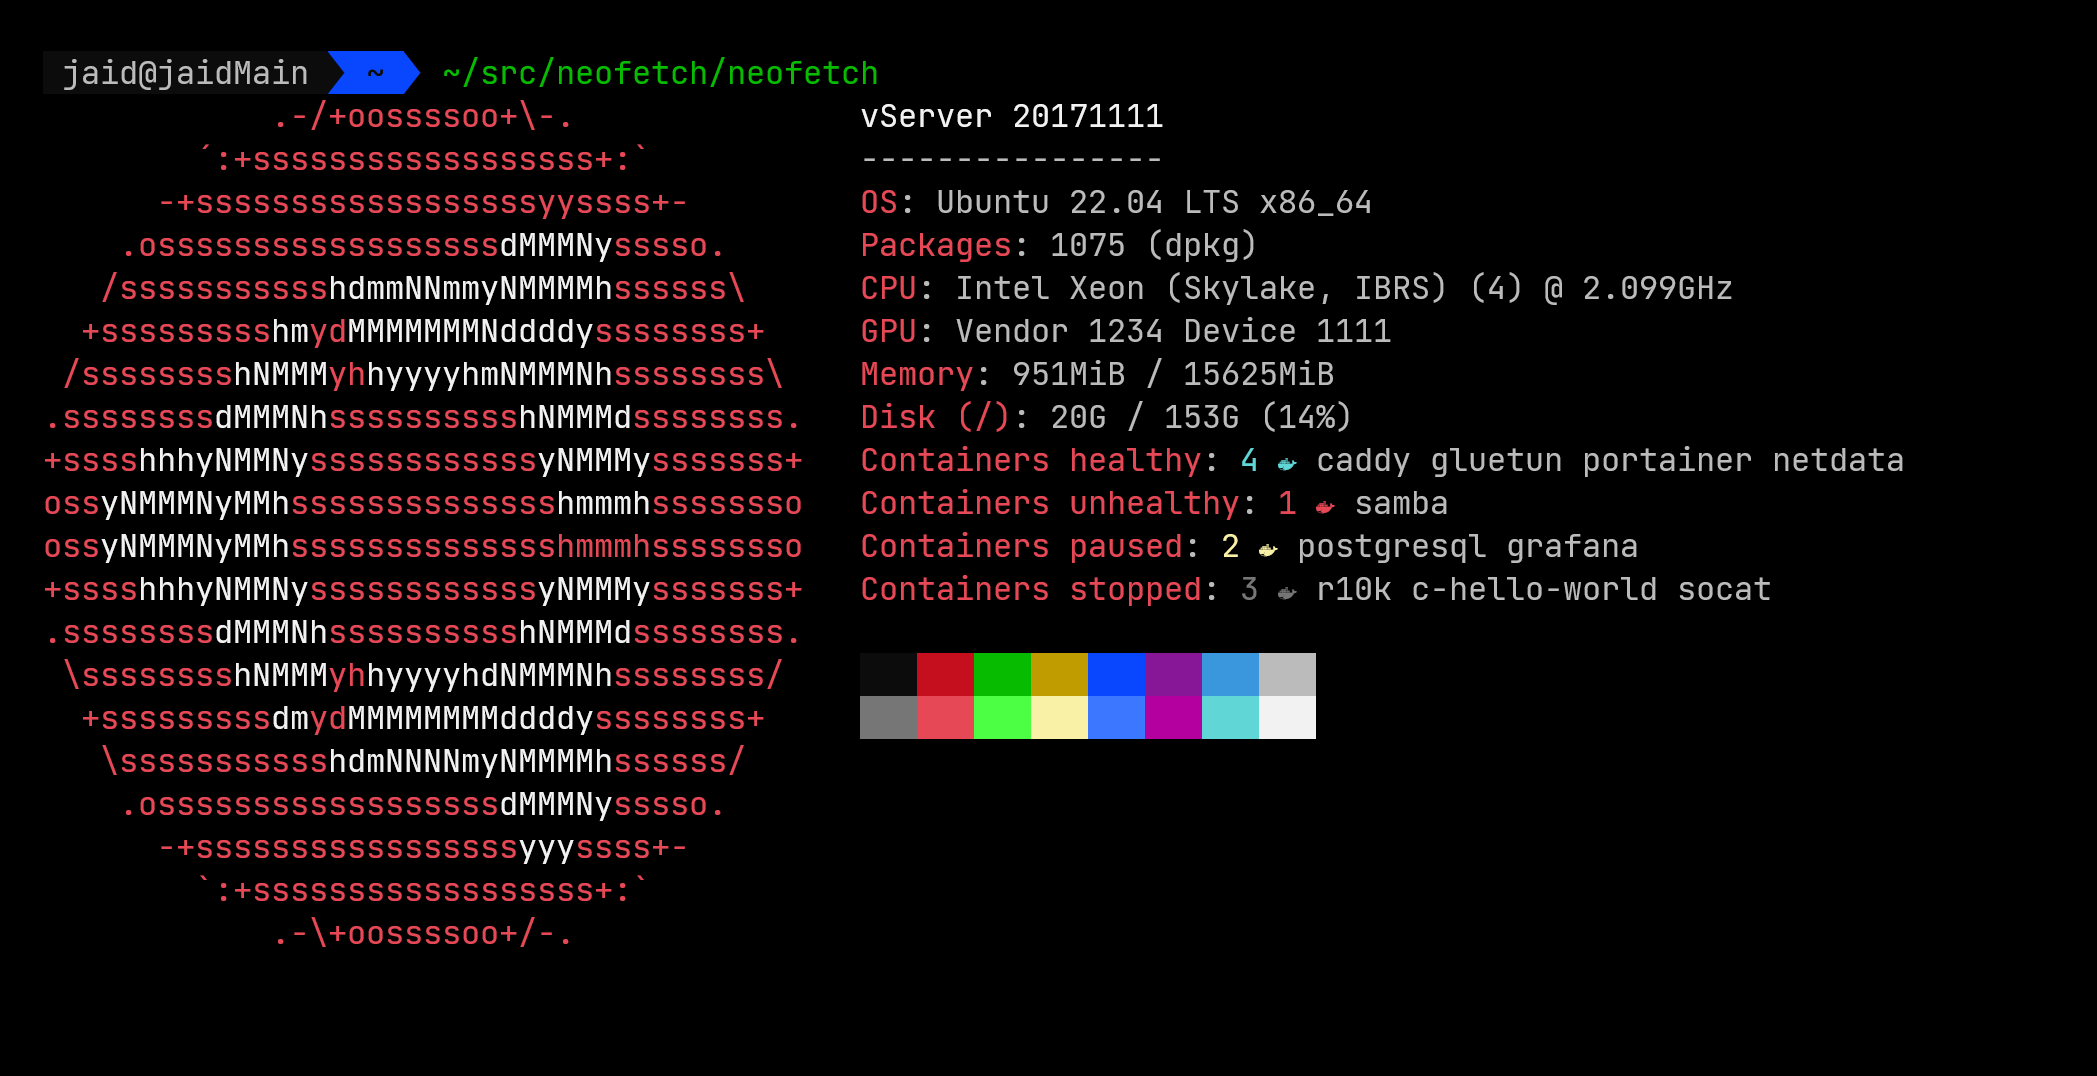 jaid@jaidMain ~ ~/src/neofetch/neofetch
.-/+oossssoo+\-.
´:+ssssssssssssssssss+:`
-+ssssssssssssssssssyyssss+-
.ossssssssssssssssssdMMMNysssso.
/ssssssssssshdmmNNmmyNMMMMhssssss\
+ssssssssshmydMMMMMMMNddddyssssssss+
/sssssssshNMMMyhhyyyyhmNMMMNhssssssss\
.ssssssssdMMMNhsssssssssshNMMMdssssssss.
+sssshhhyNMMNyssssssssssssyNMMMysssssss+
ossyNMMMNyMMhsssssssssssssshmmmhssssssso
ossyNMMMNyMMhsssssssssssssshmmmhssssssso
+sssshhhyNMMNyssssssssssssyNMMMysssssss+
.ssssssssdMMMNhsssssssssshNMMMdssssssss.
\sssssssshNMMMyhhyyyyhdNMMMNhssssssss/
+sssssssssdmydMMMMMMMMddddyssssssss+
\ssssssssssshdmNNNNmyNMMMMhssssss/
.ossssssssssssssssssdMMMNysssso.
-+sssssssssssssssssyyyssss+-
`:+ssssssssssssssssss+:`
.-\+oossssoo+/-.
vServer 20171111
----------------
OS: Ubuntu 22.04 LTS x86_64
Packages: 1075 (dpkg)
CPU: Intel Xeon (Skylake, IBRS) (4) @ 2.099GHz
GPU: Vendor 1234 Device 1111
Memory: 951MiB / 15625MiB
Disk (/): 20G / 153G (14%)
Containers healthy: 4 caddy gluetun portainer netdata
Containers unhealthy: 1 samba
Containers paused: 2 postgresql grafana
Containers stopped: 3 r10k c-hello-world socat